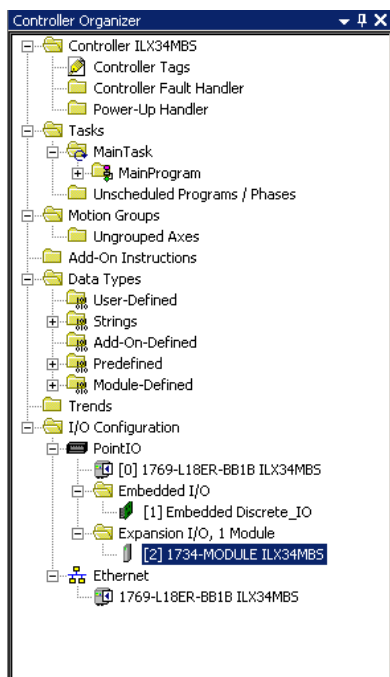 Controller Organizer
Controller ILX34MBS
Controller Tags
Controller Fault Handler
Power-Up Handler
Tasks
MainTask
MainProgram
Unscheduled Programs / Phases
Motion Groups
Ungrouped Axes
Add-On Instructions
Data Types
User-Defined
Strings
Add-On-Defined
Predefined
Module-Defined
Trends
I/O Configuration
PointIO
[0] 1769-L18ER-BB1B ILX34MBS
Embedded I/O
[1] Embedded Discrete_IO
Expansion I/O, 1 Module
[2] 1734-MODULE ILX34MBS
Ethernet
1769-L18ER-BB1B ILX34MBS